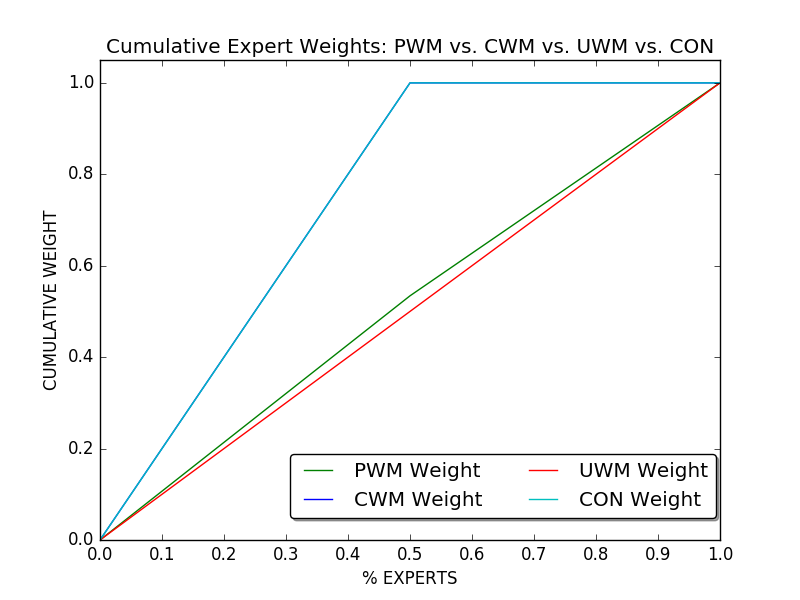 Cumulative Expert Weights: PWM vs. CWM vs. UWM vs. CON
1.0
0.8
0.6
0.4
0.2
0.0
CUMULATIVE WEIGHT
PWM Weight UWM Weight
CWM Weight CON Weight
0.0 0.1 0.2 0.3 0.4 0.5 0.6 0.7 0.8 0.9 1.0
% EXPERTS